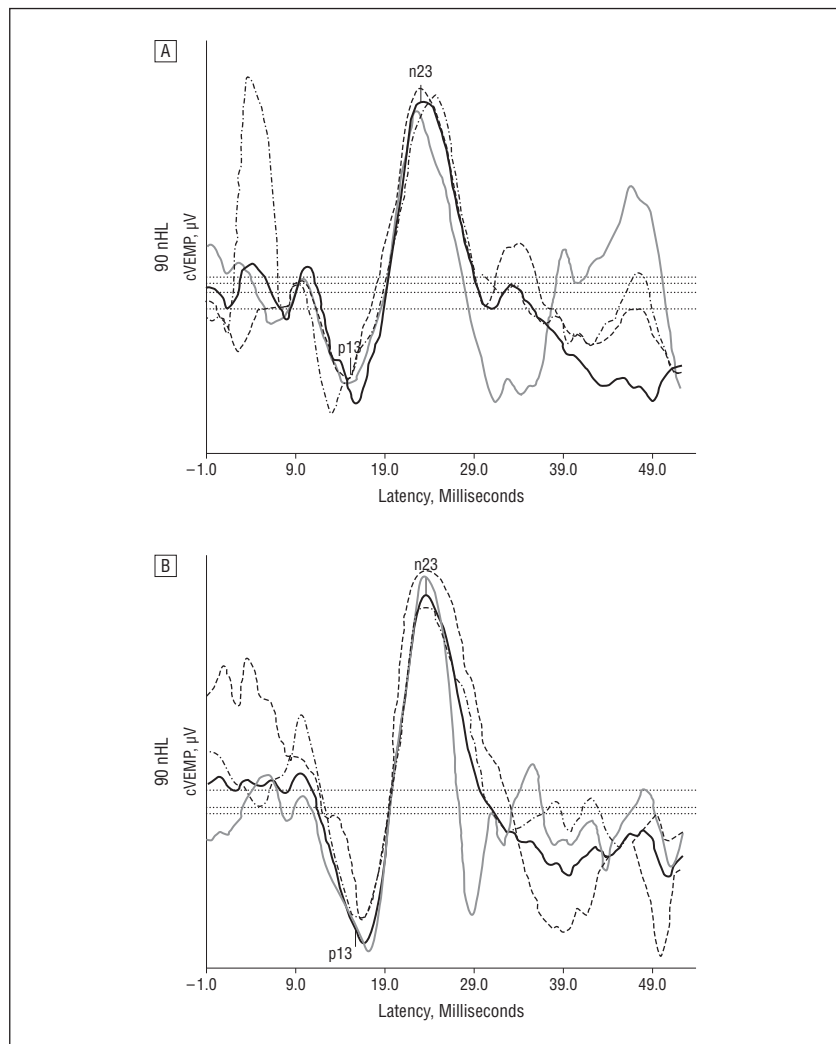 A
n23
90 nHL
cVEMP, µV
p13
−1.0 9.0 19.0 29.0 39.0 49.0
Latency, Milliseconds
B
n23
90 nHL
cVEMP, µV
p13
−1.0 9.0 19.0 29.0 39.0 49.0
Latency, Milliseconds